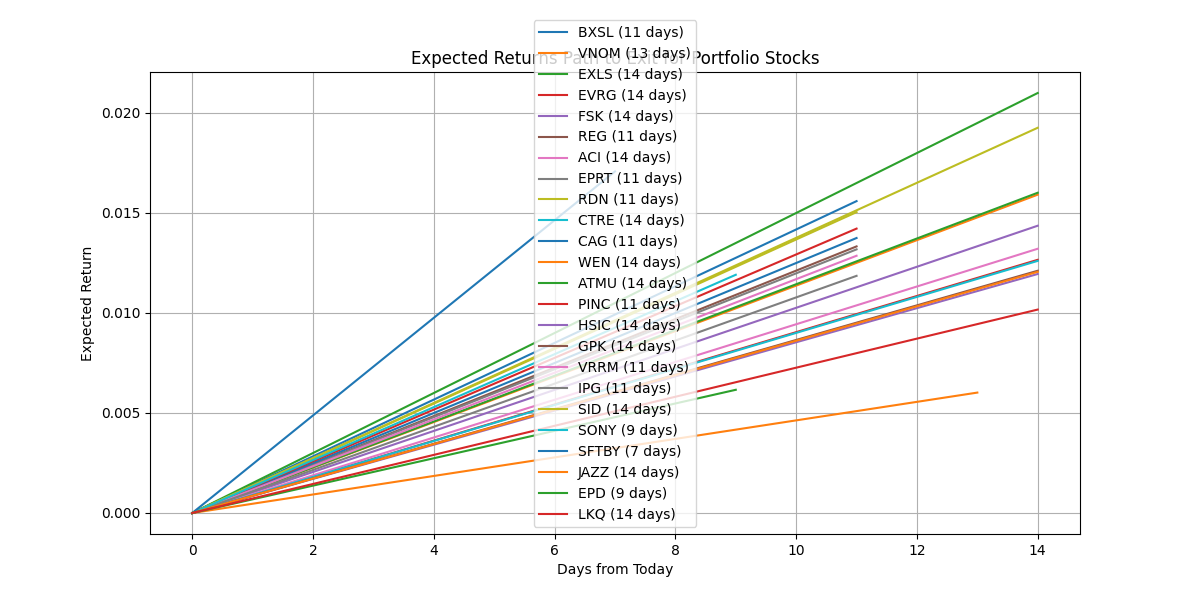 Expected Returns Path to Exit for Portfolio Stocks
BXSL (11 days)
VNOM (13 days)
EXLS (14 days)
EVRG (14 days)
FSK (14 days)
REG (11 days)
ACI (14 days)
EPRT (11 days)
RDN (11 days)
CTRE (14 days)
CAG (11 days)
WEN (14 days)
ATMU (14 days)
PINC (11 days)
HSIC (14 days)
GPK (14 days)
VRRM (11 days)
IPG (11 days)
SID (14 days)
SONY (9 days)
SFTBY (7 days)
JAZZ (14 days)
EPD (9 days)
LKQ (14 days)
Expected Return
0.020
0.015
0.010
0.005
0.000
0 2 4 6 8 10 12 14
Days from Today